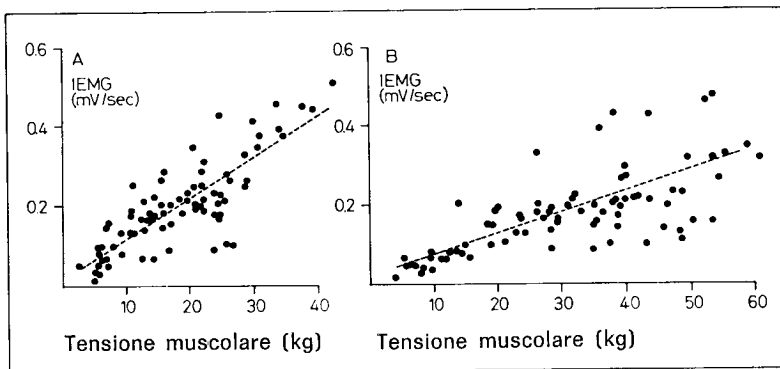 A
IEMG
(mV/sec)
0.6
0.4
0.2
10 20 30 40
Tensione muscolare (kg)
B
IEMG
(mV/sec)
0.6
0.4
0.2
10 20 30 40 50 60
Tensione muscolare (kg)